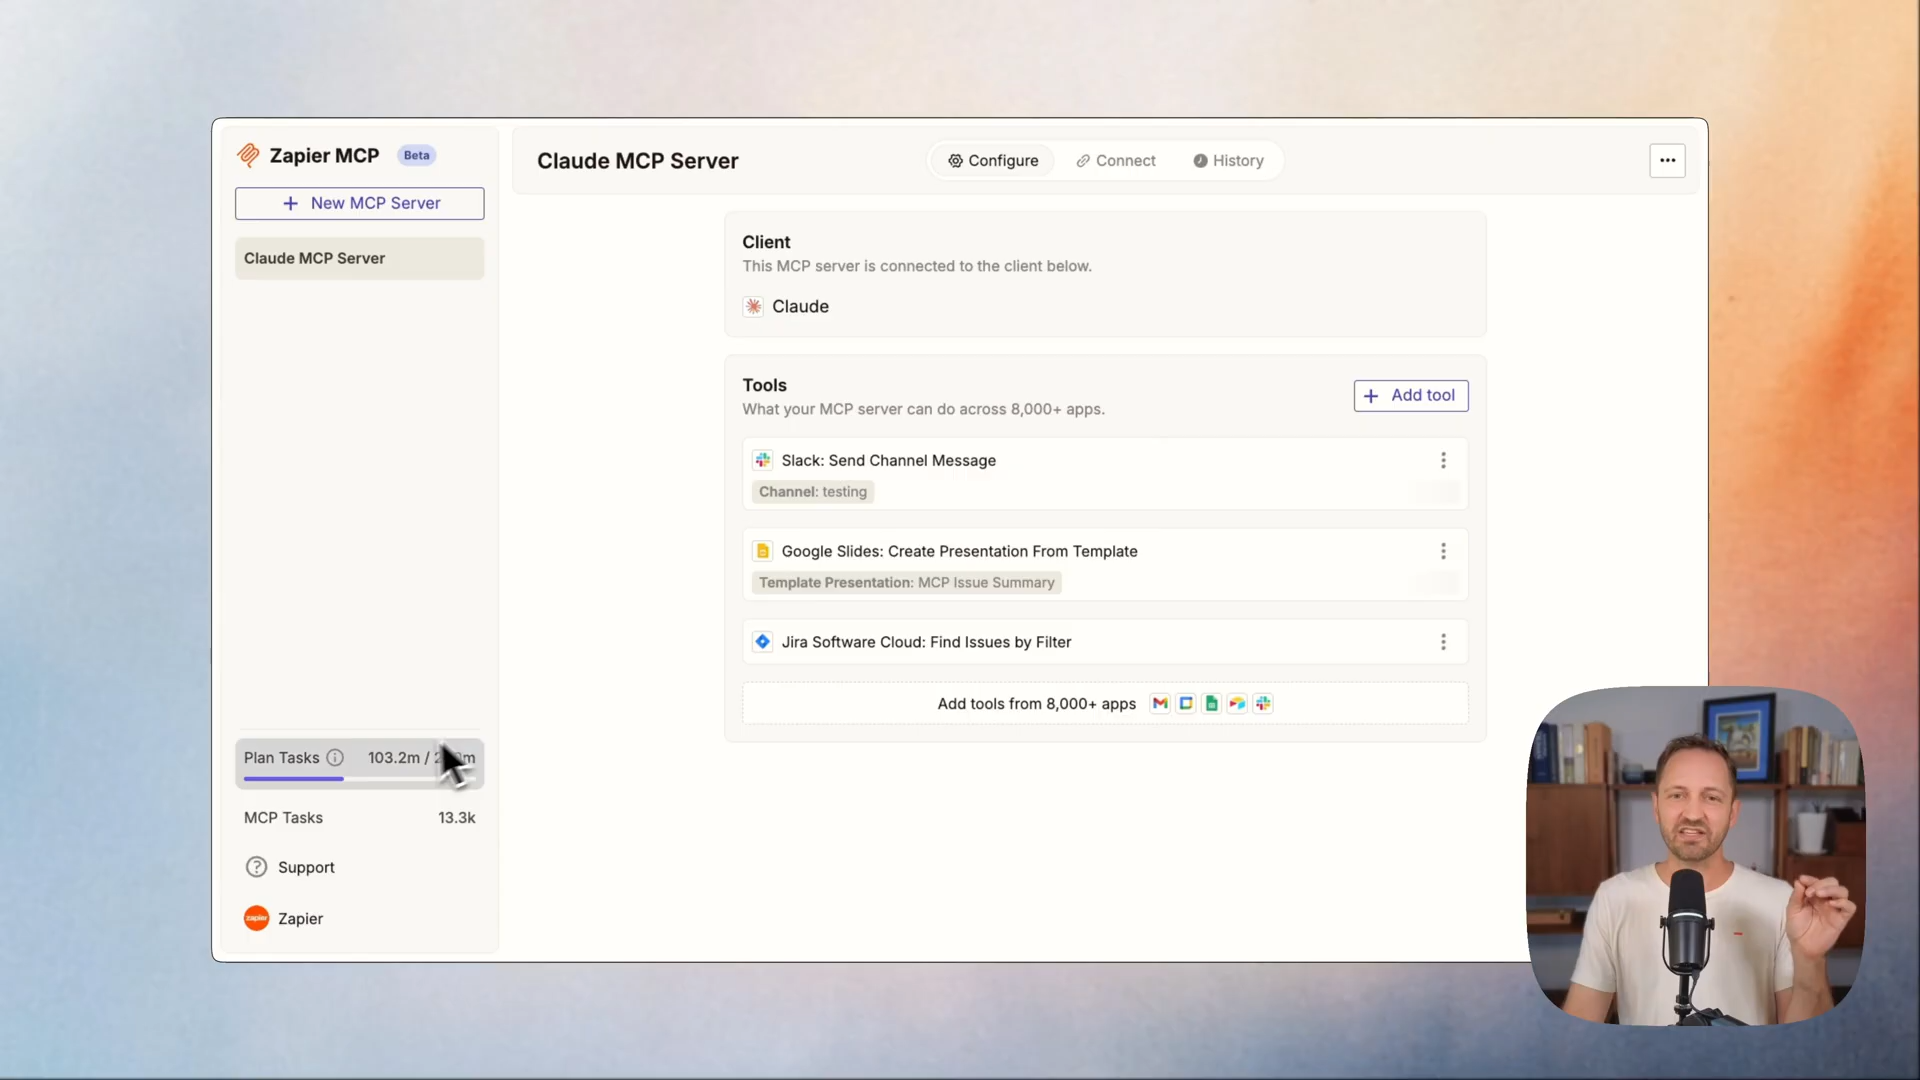 Zapier MCP
Beta
+ New MCP Server
Claude MCP Server
Plan Tasks
103.2m /
MCP Tasks
13.3k
Support
zapier
Zapier
Claude MCP Server
Configure
Connect
History
Client
This MCP server is connected to the client below.
Claude
Tools
What your MCP server can do across 8,000+ apps.
+ Add tool
Slack: Send Channel Message
Channel: testing
Google Slides: Create Presentation From Template
Template Presentation: MCP Issue Summary
Jira Software Cloud: Find Issues by Filter
Add tools from 8,000+ apps